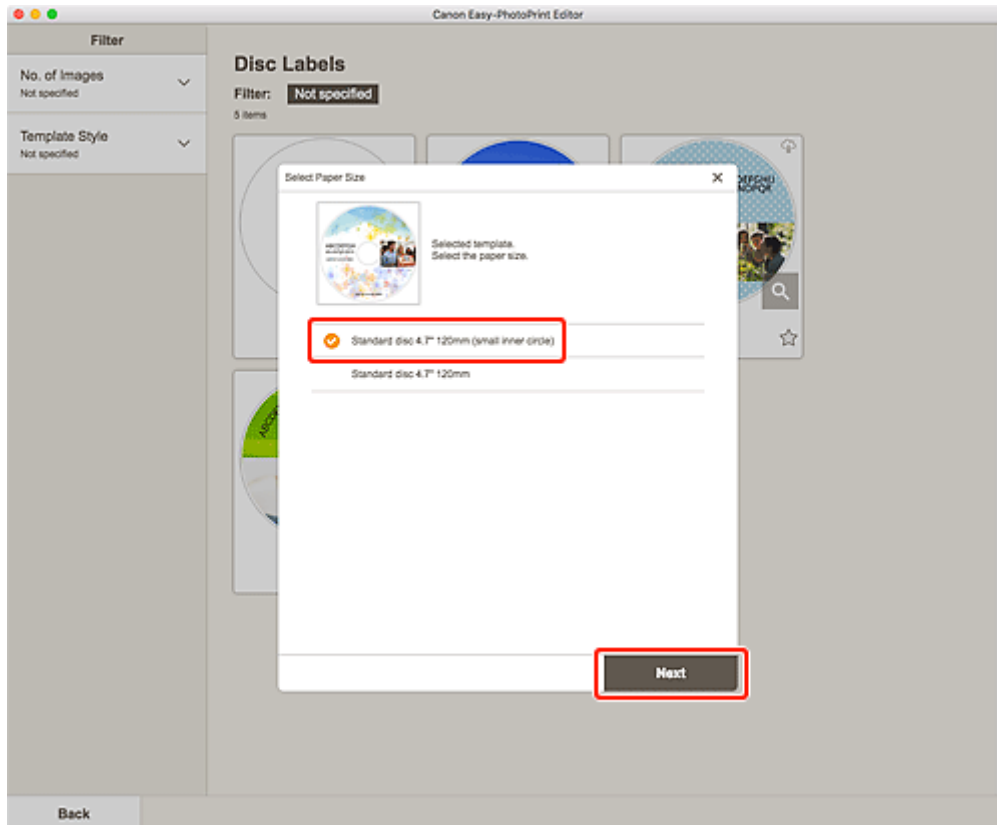 Canon Easy-PhotoPrint Editor
Filter
No. of Images
Not specified
Template Style
Not specified
Disc Labels
Filter: Not specified
5 items
Select Paper Size
Selected template.
Select the paper size.
Standard disc 4.7" 120mm (small inner circle)
Standard disc 4.7" 120mm
Next
Back